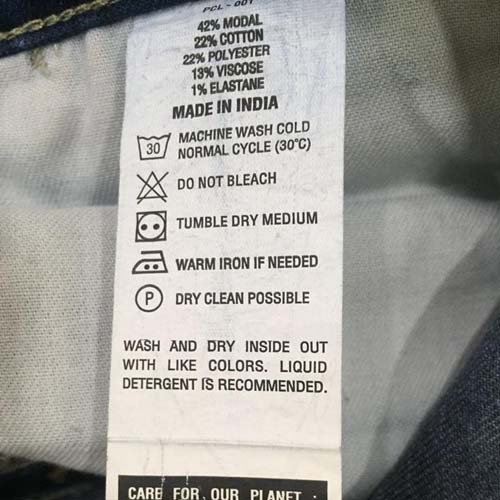 PCL - 001
42% MODAL
22% COTTON
22% POLYESTER
13% VISCOSE
1% ELASTANE
MADE IN INDIA
30 MACHINE WASH COLD
NORMAL CYCLE (30°C)
DO NOT BLEACH
TUMBLE DRY MEDIUM
WARM IRON IF NEEDED
P DRY CLEAN POSSIBLE
WASH AND DRY INSIDE OUT
WITH LIKE COLORS. LIQUID
DETERGENT IS RECOMMENDED.
CARE FOR OUR PLANET